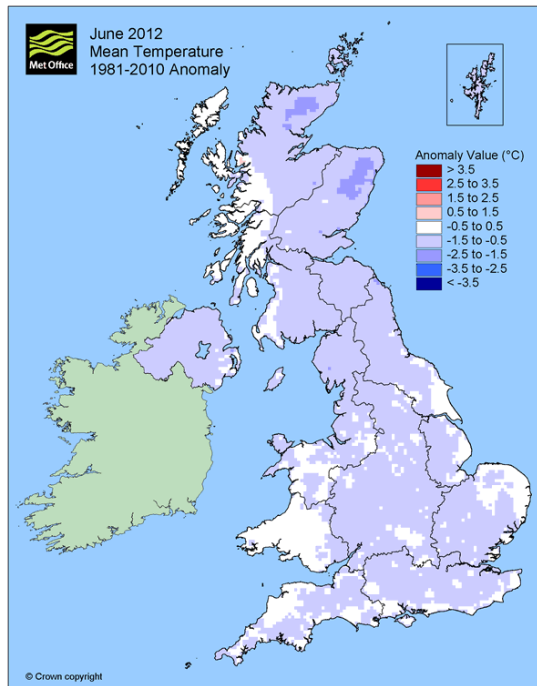 Met Office
June 2012
Mean Temperature
1981-2010 Anomaly
Anomaly Value (°C)
> 3.5
2.5 to 3.5
1.5 to 2.5
0.5 to 1.5
-0.5 to 0.5
-1.5 to -0.5
-2.5 to -1.5
-3.5 to -2.5
< -3.5
© Crown copyright